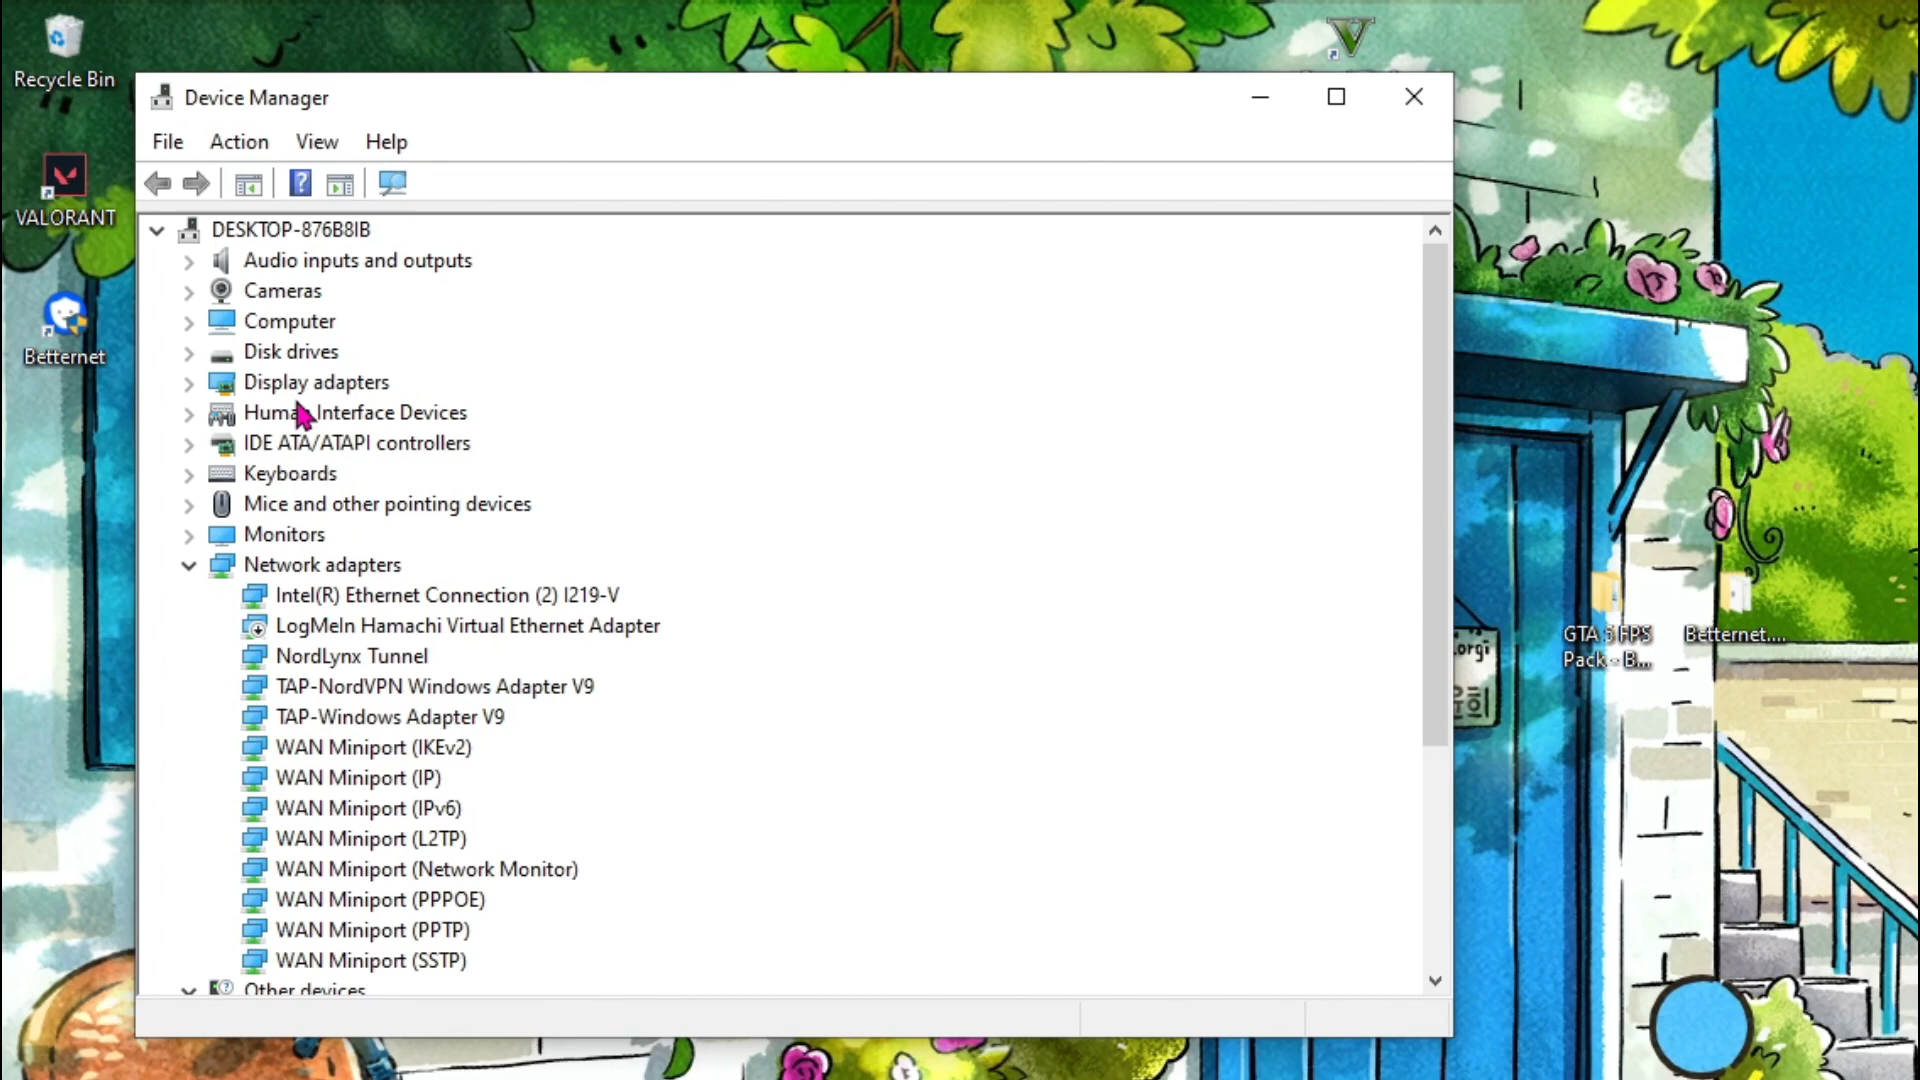 Recycle Bin
VALORANT
Betternet
Device Manager
File Action View Help
DESKTOP-876B8IB
Audio inputs and outputs
Cameras
Computer
Disk drives
Display adapters
Human Interface Devices
IDE ATA/ATAPI controllers
Keyboards
Mice and other pointing devices
Monitors
Network adapters
Intel(R) Ethernet Connection (2) I219-V
LogMeIn Hamachi Virtual Ethernet Adapter
NordLynx Tunnel
TAP-NordVPN Windows Adapter V9
TAP-Windows Adapter V9
WAN Miniport (IKEv2)
WAN Miniport (IP)
WAN Miniport (IPv6)
WAN Miniport (L2TP)
WAN Miniport (Network Monitor)
WAN Miniport (PPPOE)
WAN Miniport (PPTP)
WAN Miniport (SSTP)
Other devices
GTA 5 FPS
Pack - B...
Betternet....